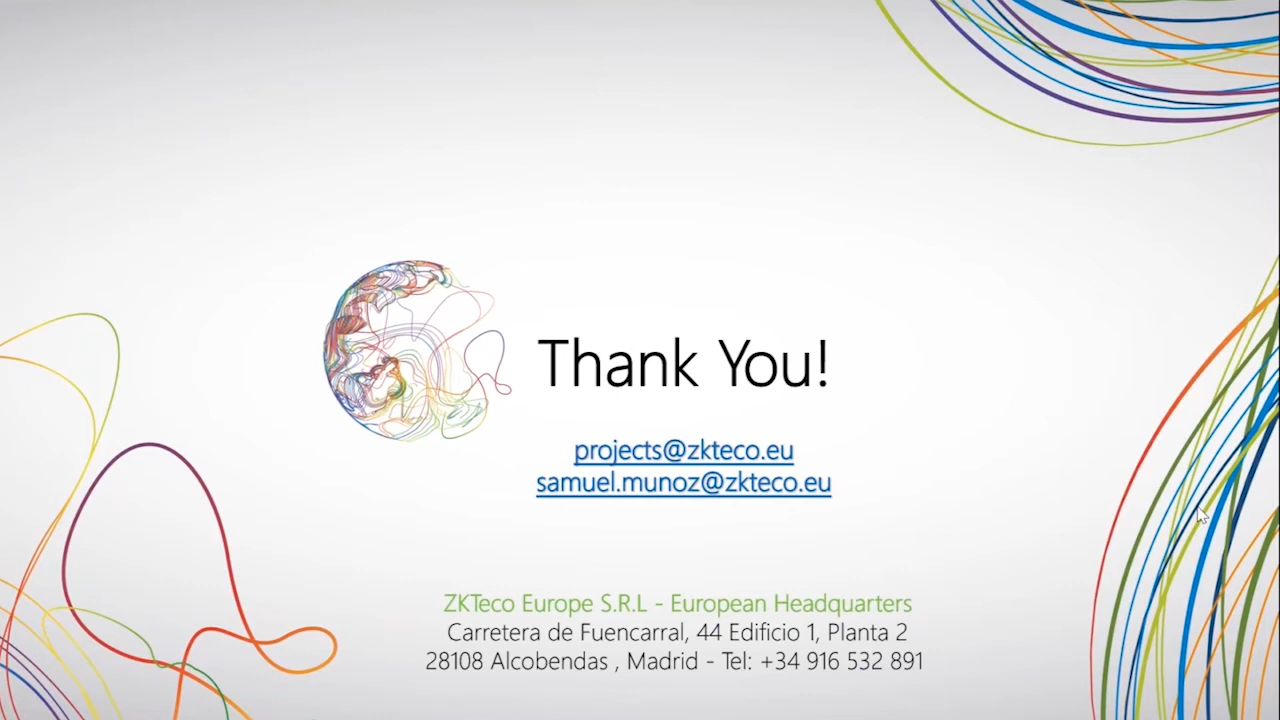 Thank You!
projects@zkteco.eu
samuel.munoz@zkteco.eu
ZKTeco Europe S.R.L - European Headquarters
Carretera de Fuencarral, 44 Edificio 1, Planta 2
28108 Alcobendas , Madrid - Tel: +34 916 532 891